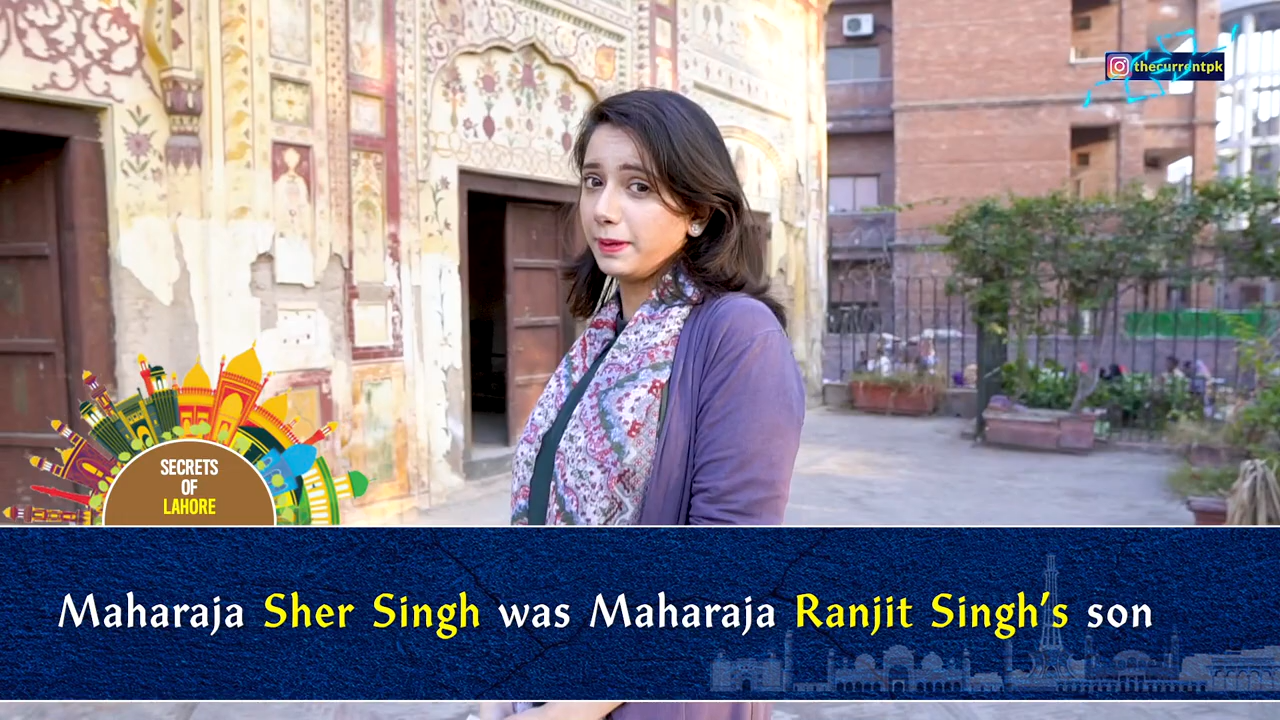 thecurrentpk
SECRETS
OF
LAHORE
Maharaja Sher Singh was Maharaja Ranjit Singh's son